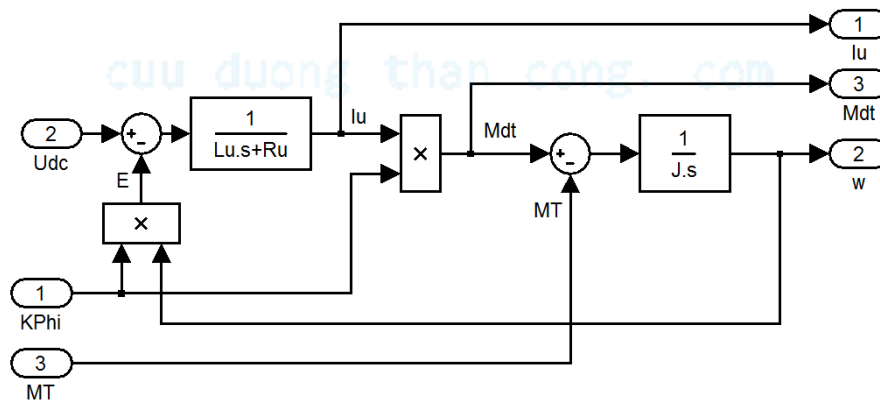 1
Iu
cuu duong than cong. com
3
Mdt
2
Udc
+
-
1
Lu.s+Ru
Iu
×
Mdt
+
-
1
J.s
2
w
E
MT
×
1
KPhi
3
MT